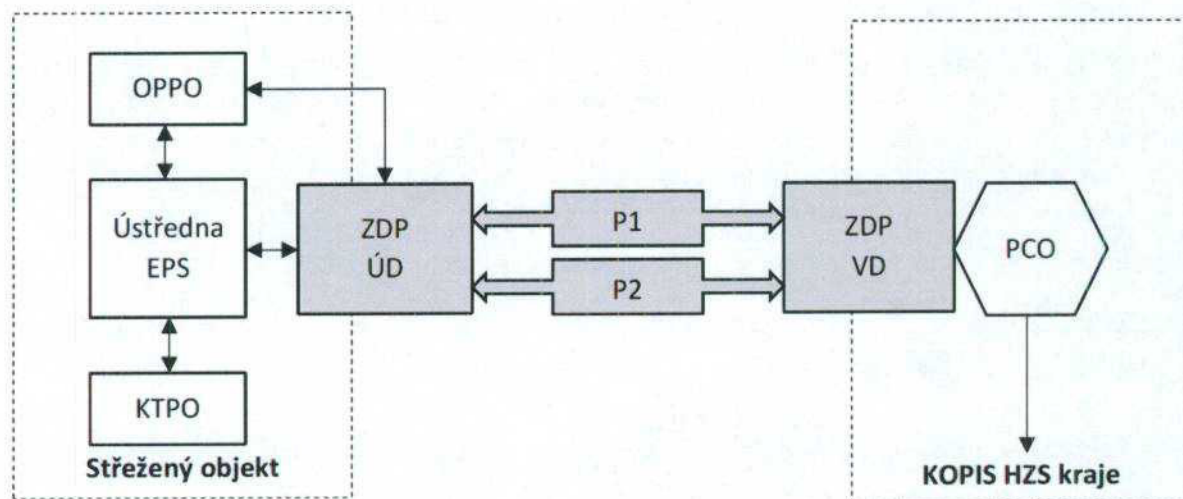 OPPO
Ústředna
EPS
KTPO
Střežený objekt
ZDP
ÚD
P1
P2
ZDP
VD
PCO
KOPIS HZS kraje